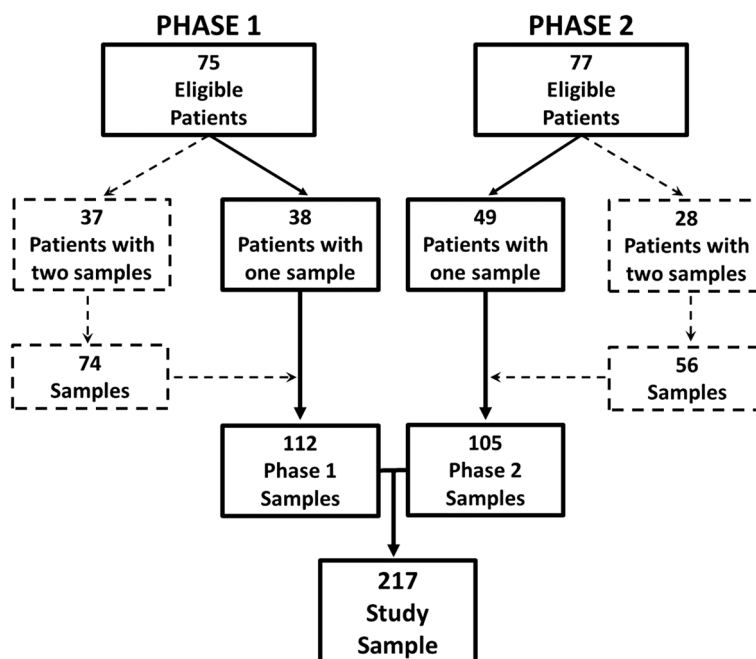 PHASE 1
PHASE 2
75
Eligible
Patients
77
Eligible
Patients
37
Patients with
two samples
38
Patients with
one sample
49
Patients with
one sample
28
Patients with
two samples
74
Samples
56
Samples
112
Phase 1
Samples
105
Phase 2
Samples
217
Study
Sample